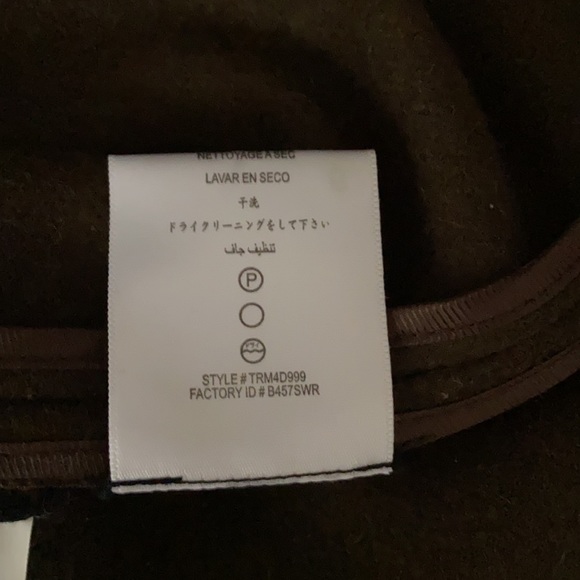 NETTOYAGE A SEC
LAVAR EN SECO
干洗
ドライクリーニングをして下さい
تنظيف جاف
P
STYLE # TRM4D999
FACTORY ID # B457SWR